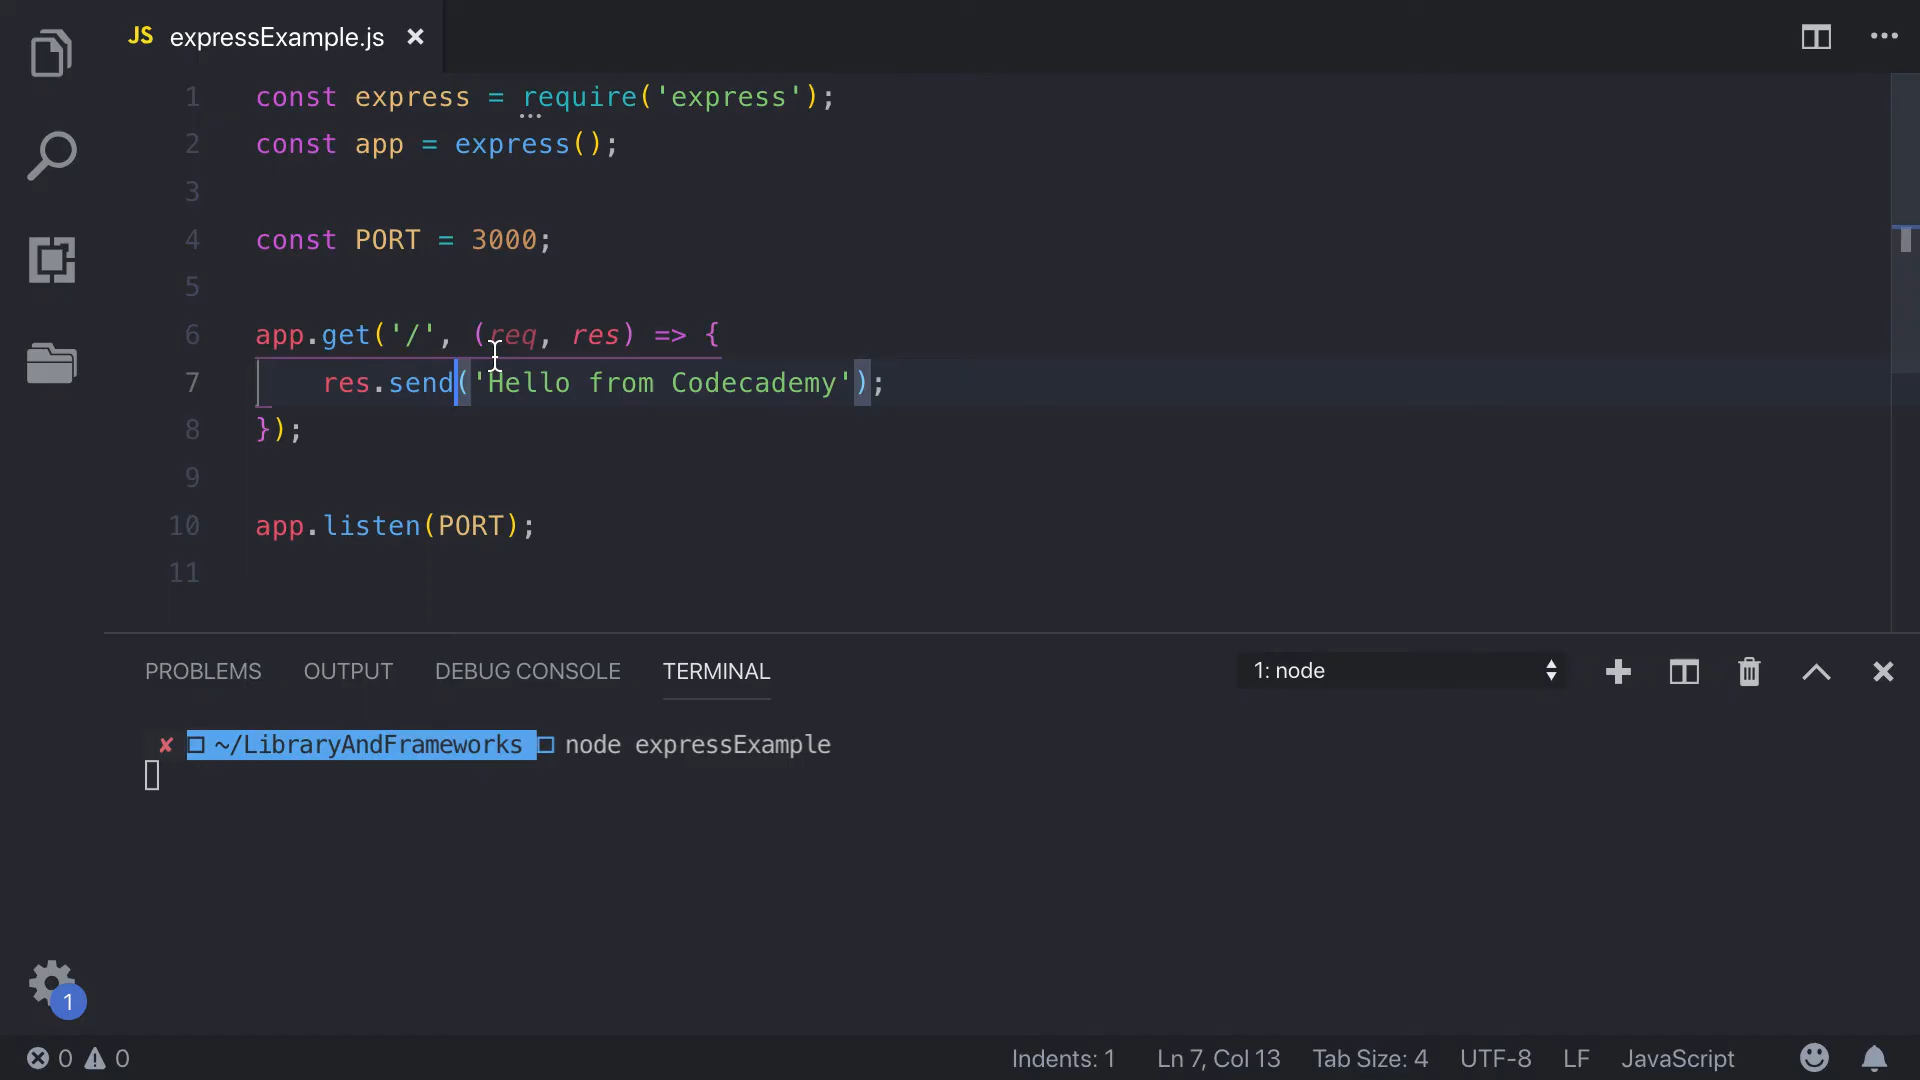 JS expressExample.js
1 const express = require('express');
2 const app = express();
3
4 const PORT = 3000;
5
6 app.get('/', (req, res) => {
7 res.send('Hello from Codecademy');
8 });
9
10 app.listen(PORT);
11
PROBLEMS OUTPUT DEBUG CONSOLE TERMINAL 1: node
✘ ~/LibraryAndFrameworks node expressExample
1
0 0 Indents: 1 Ln 7, Col 13 Tab Size: 4 UTF-8 LF JavaScript